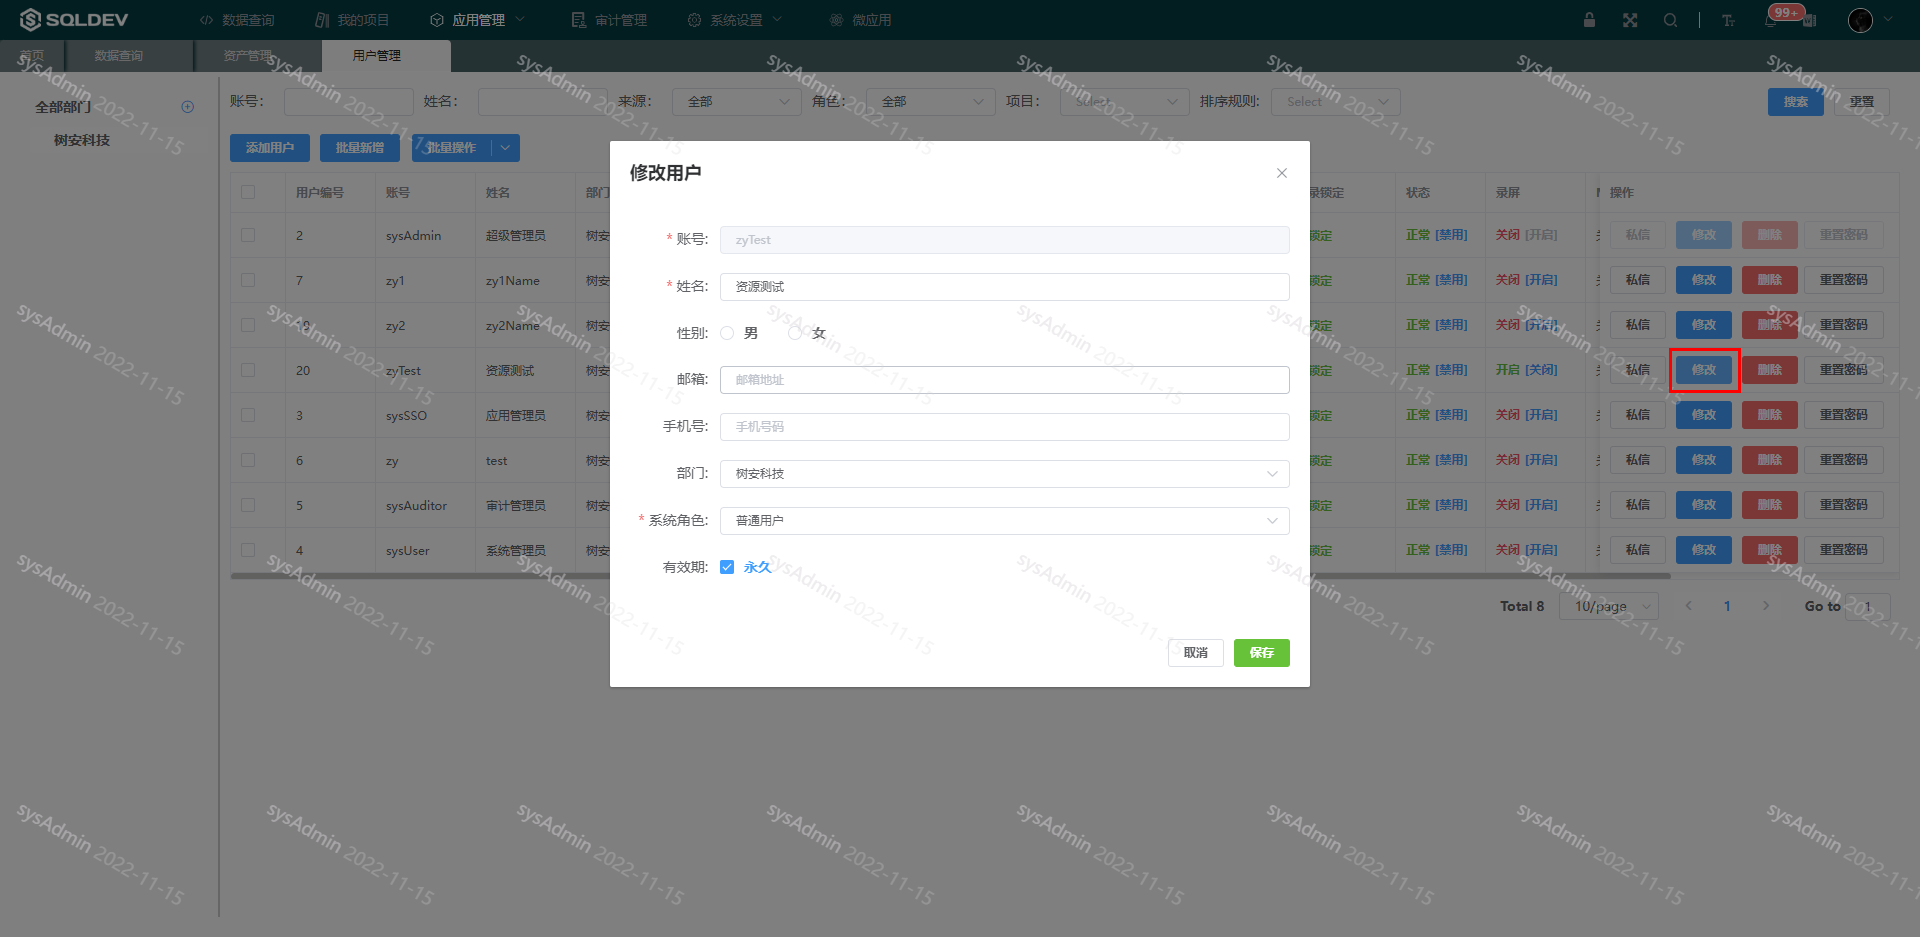 SQLDEV 数据查询 我的项目 应用管理 审计管理 系统设置 微应用 99+
首页 数据查询 资产管理 用户管理
全部部门
树安科技
账号： 姓名： 来源： 全部 角色： 全部 项目： Select 排序规则: Select 搜索 重置
添加用户 批量新增 批量操作
用户编号 账号 姓名 部门 录锁定 状态 录屏 操作
2 sysAdmin 超级管理员 树安 锁定 正常 [禁用] 关闭 [开启] 私信 修改 删除 重置密码
7 zy1 zy1Name 树安 锁定 正常 [禁用] 关闭 [开启] 私信 修改 删除 重置密码
19 zy2 zy2Name 树安 锁定 正常 [禁用] 关闭 [开启] 私信 修改 删除 重置密码
20 zyTest 资源测试 树安 锁定 正常 [禁用] 开启 [关闭] 私信 修改 删除 重置密码
3 sysSSO 应用管理员 树安 锁定 正常 [禁用] 关闭 [开启] 私信 修改 删除 重置密码
6 zy test 树安 锁定 正常 [禁用] 关闭 [开启] 私信 修改 删除 重置密码
5 sysAuditor 审计管理员 树安 锁定 正常 [禁用] 关闭 [开启] 私信 修改 删除 重置密码
4 sysUser 系统管理员 树安 锁定 正常 [禁用] 关闭 [开启] 私信 修改 删除 重置密码
Total 8 10/page 1 Go to 1
修改用户
* 账号: zyTest
* 姓名: 资源测试
性别: 男 女
邮箱: 邮箱地址
手机号: 手机号码
部门: 树安科技
* 系统角色: 普通用户
有效期: 永久
取消 保存
sysAdmin 2022-11-15